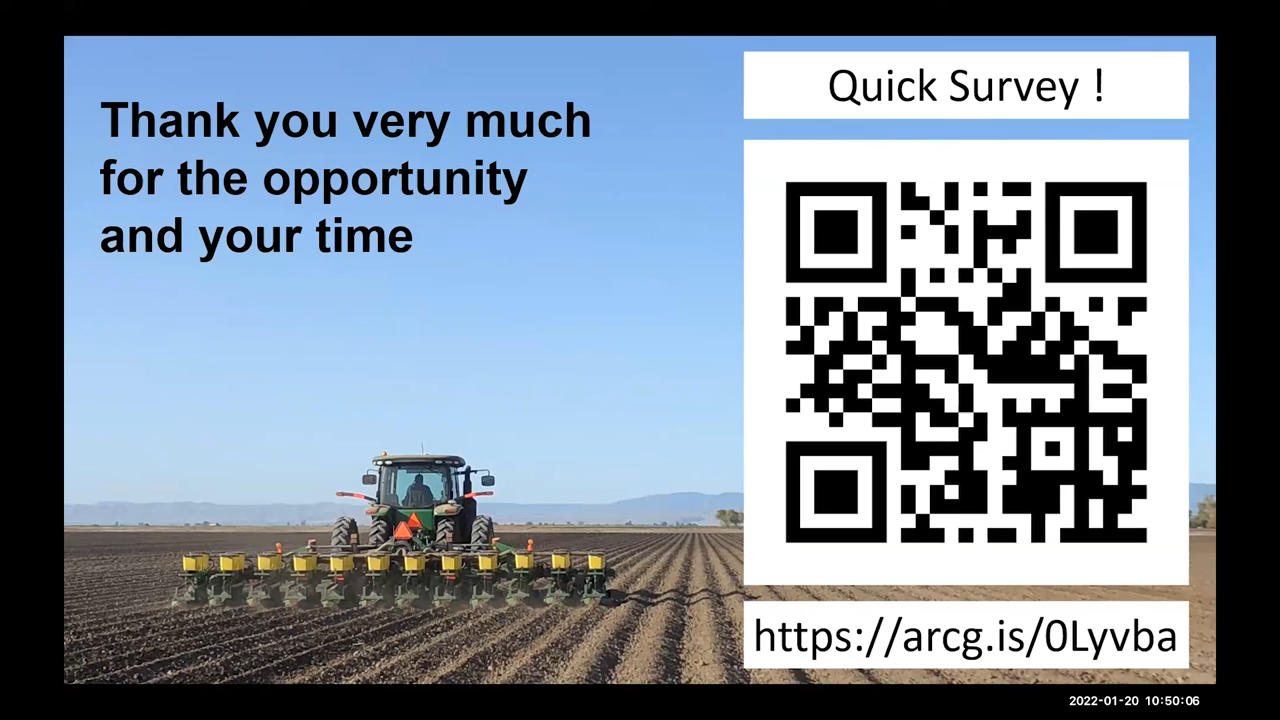 Thank you very much
for the opportunity
and your time
Quick Survey !
https://arcg.is/0Lyvba
2022-01-20 10:50:06